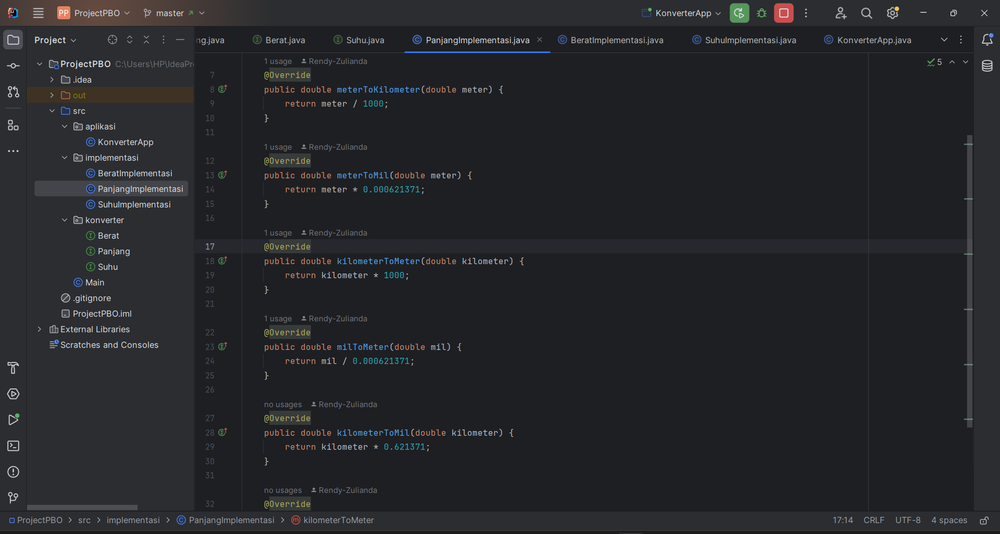 PP ProjectPBO master KonverterApp
Project
ng.java Berat.java Suhu.java PanjangImplementasi.java BeratImplementasi.java SuhuImplementasi.java KonverterApp.java
ProjectPBO C:\Users\HP\IdeaPr
.idea
out
src
aplikasi
KonverterApp
implementasi
BeratImplementasi
PanjangImplementasi
SuhuImplementasi
konverter
Berat
Panjang
Suhu
Main
.gitignore
ProjectPBO.iml
External Libraries
Scratches and Consoles
5
1 usage Rendy-Zulianda
7 @Override
8 public double meterToKilometer(double meter) {
9 return meter / 1000;
10 }
11
1 usage Rendy-Zulianda
12 @Override
13 public double meterToMil(double meter) {
14 return meter * 0.000621371;
15 }
16
1 usage Rendy-Zulianda
17 @Override
18 public double kilometerToMeter(double kilometer) {
19 return kilometer * 1000;
20 }
21
1 usage Rendy-Zulianda
22 @Override
23 public double milToMeter(double mil) {
24 return mil / 0.000621371;
25 }
26
no usages Rendy-Zulianda
27 @Override
28 public double kilometerToMil(double kilometer) {
29 return kilometer * 0.621371;
30 }
31
no usages Rendy-Zulianda
32 @Override
ProjectPBO > src > implementasi > PanjangImplementasi > kilometerToMeter
17:14 CRLF UTF-8 4 spaces